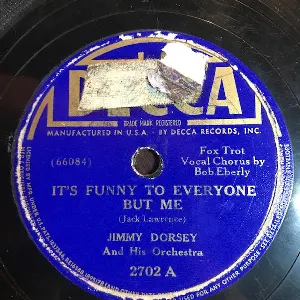 DECCA
TRADE MARK REGISTERED
MANUFACTURED IN U.S.A. - BY DECCA RECORDS, INC.
(66084)
Fox Trot
Vocal Chorus by
Bob Eberly
IT'S FUNNY TO EVERYONE
BUT ME
(Jack Lawrence)
JIMMY DORSEY
And His Orchestra
2702 A